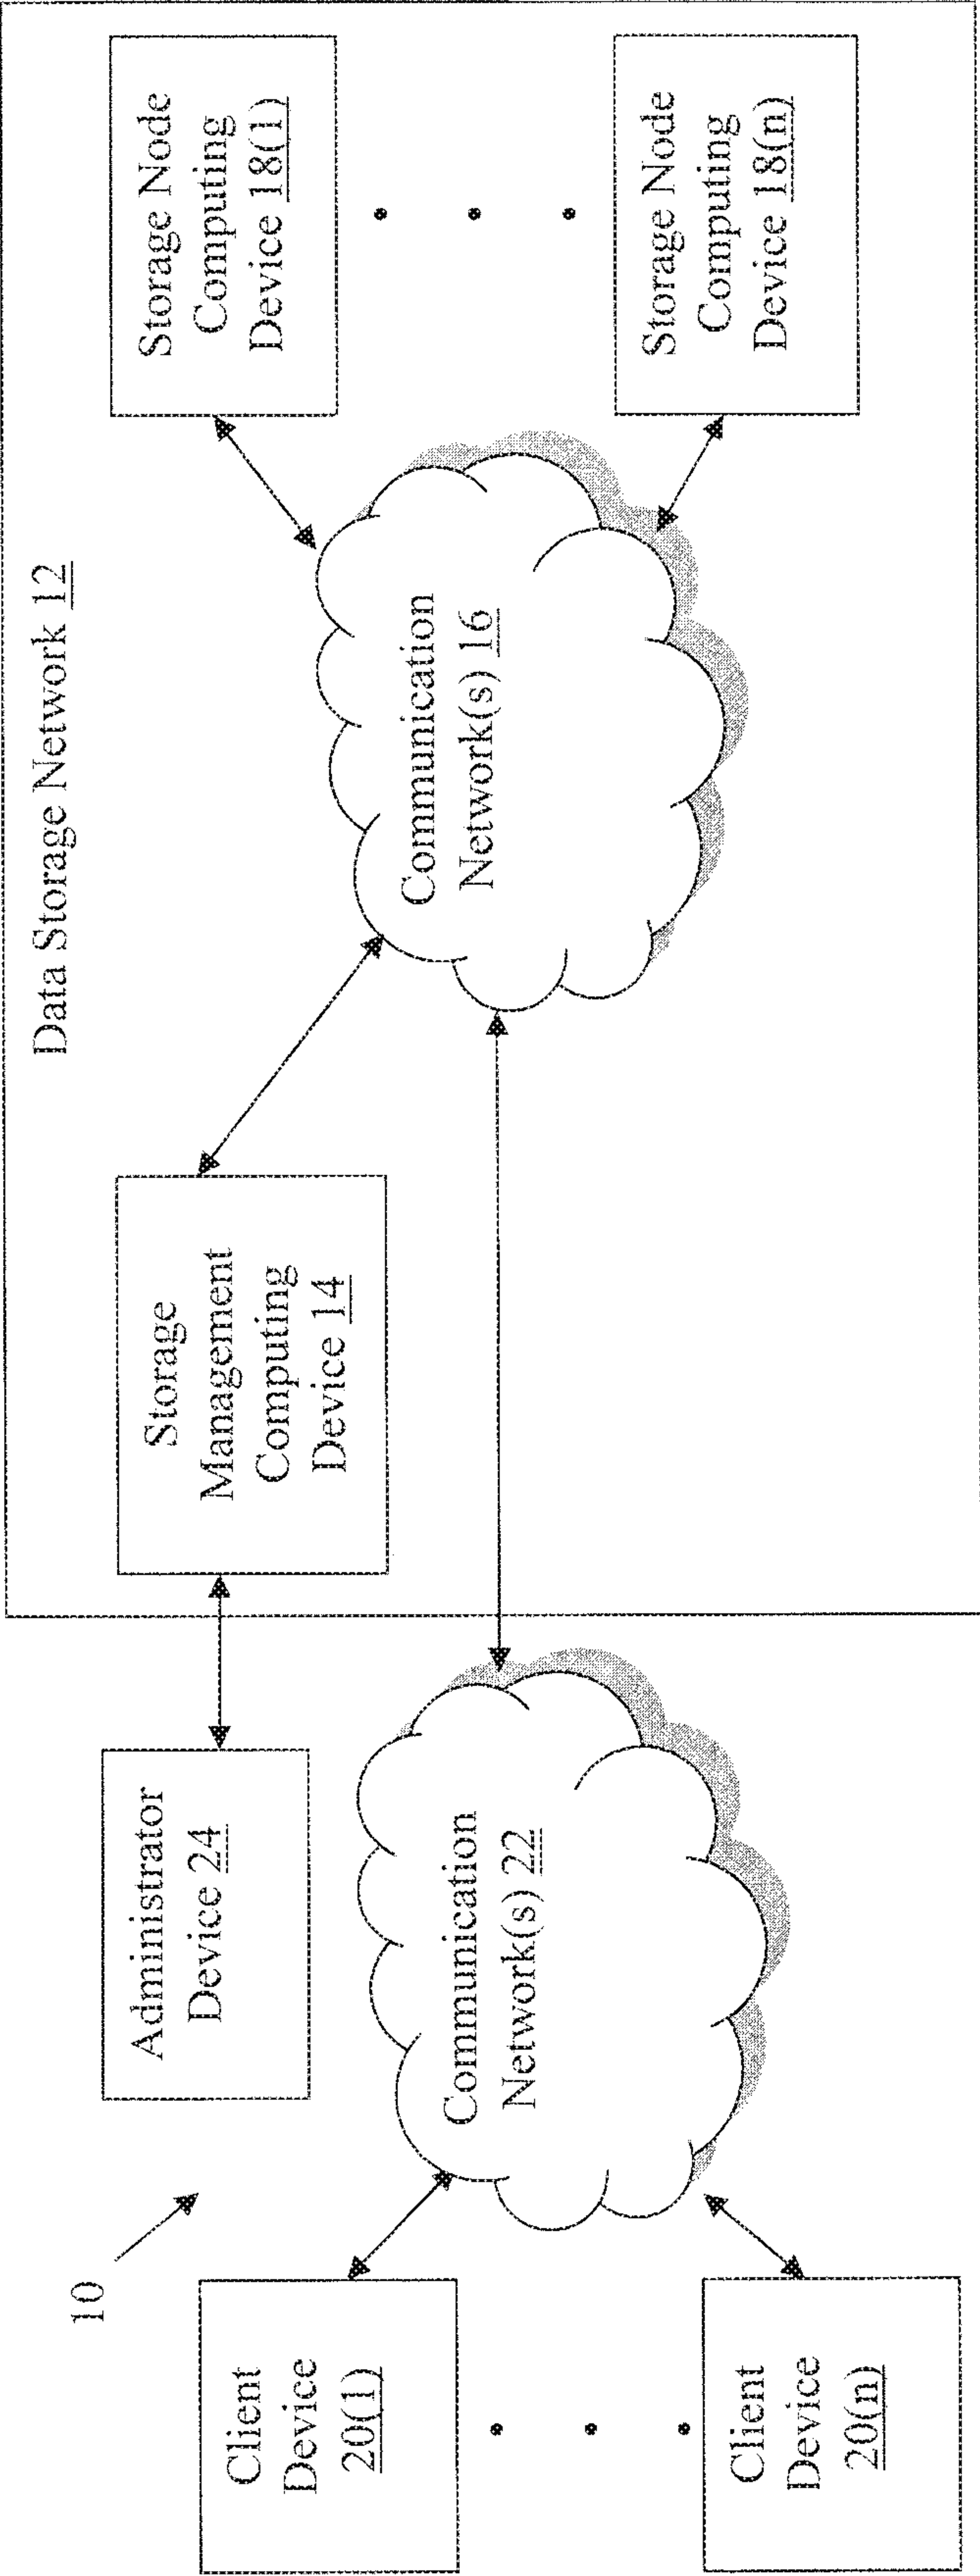 10
Client
Device
20(1)
Client
Device
20(n)
Administrator
Device 24
Communication
Network(s) 22
Data Storage Network 12
Storage
Management
Computing
Device 14
Communication
Network(s) 16
Storage Node
Computing
Device 18(1)
Storage Node
Computing
Device 18(n)